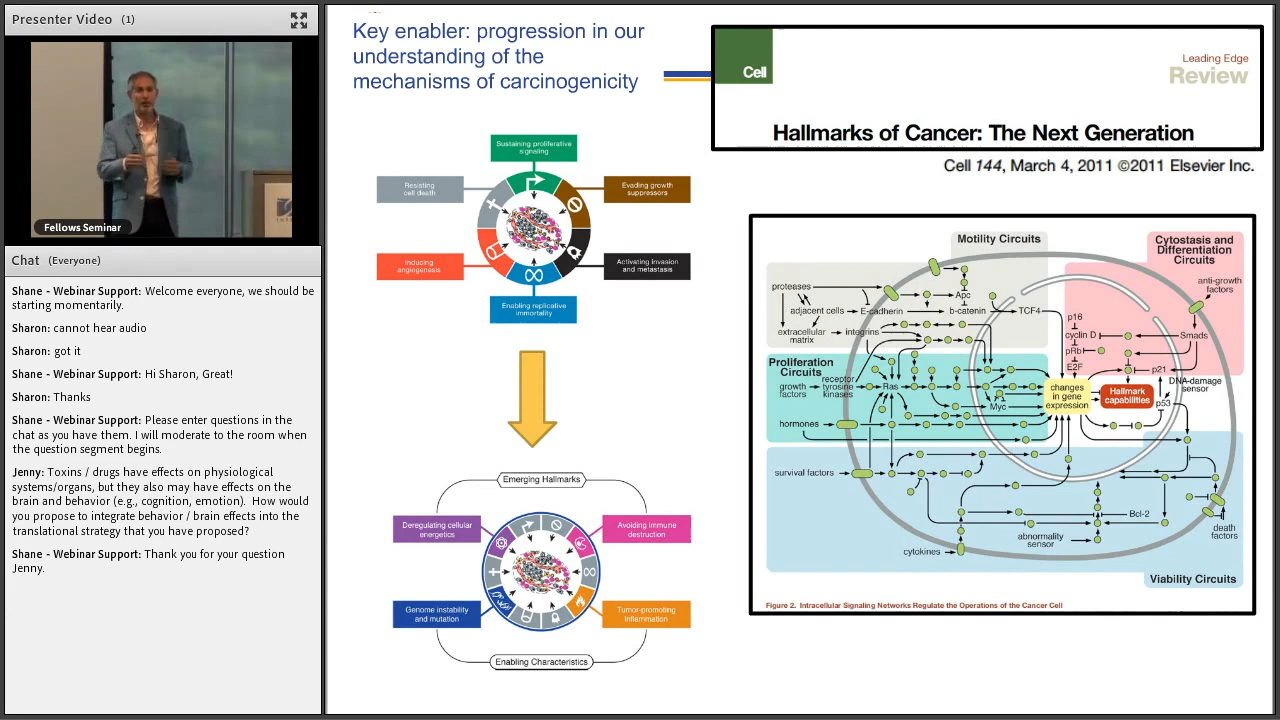 Presenter Video (1)
Fellows Seminar
Chat (Everyone)
Shane - Webinar Support: Welcome everyone, we should be
starting momentarily.
Sharon: cannot hear audio
Sharon: got it
Shane - Webinar Support: Hi Sharon, Great!
Sharon: Thanks
Shane - Webinar Support: Please enter questions in the
chat as you have them. I will moderate to the room when
the question segment begins.
Jenny: Toxins / drugs have effects on physiological
systems/organs, but they also may have effects on the
brain and behavior (e.g., cognition, emotion). How would
you propose to integrate behavior / brain effects into the
translational strategy that you have proposed?
Shane - Webinar Support: Thank you for your question
Jenny.
Key enabler: progression in our
understanding of the
mechanisms of carcinogenicity
Sustaining proliferative
signaling
Resisting
cell death
Evading growth
suppressors
Inducing
angiogenesis
Activating invasion
and metastasis
Enabling replicative
immortality
Emerging Hallmarks
Deregulating cellular
energetics
Avoiding immune
destruction
Genome instability
and mutation
Tumor-promoting
Inflammation
Enabling Characteristics
Cell
Leading Edge
Review
Hallmarks of Cancer: The Next Generation
Cell 144, March 4, 2011 ©2011 Elsevier Inc.
Motility Circuits
Cytostasis and
Differentiation
Circuits
proteases
adjacent cells
E-cadherin
extracellular
matrix
integrins
Apc
b-catenin
TCF4
anti-growth
factors
p16
cyclin D
pRb
E2F
Smads
p21
DNA-damage
sensor
p53
Proliferation
Circuits
growth
factors
receptor
tyrosine
kinases
Ras
Myc
hormones
changes
in gene
expression
Hallmark
capabilities
survival factors
cytokines
Bcl-2
abnormality
sensor
death
factors
Viability Circuits
Figure 2. Intracellular Signaling Networks Regulate the Operations of the Cancer Cell